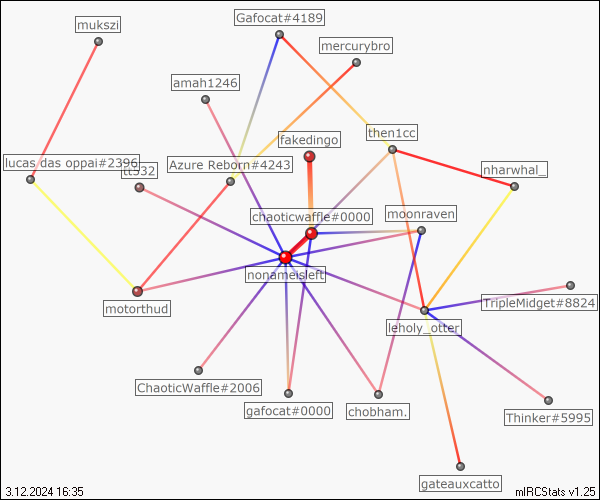 mukszi
Gafocat#4189
mercurybro
amah1246
fakedingo
then1cc
lucas das oppai#2396
tt532
Azure Reborn#4243
nharwhal_
chaoticwaffle#0000
moonraven
nonameisleft
motorthud
TripleMidget#8824
leholy_otter
ChaoticWaffle#2006
gafocat#0000
chobham.
Thinker#5995
gateauxcatto
3.12.2024 16:35
mIRCStats v1.25